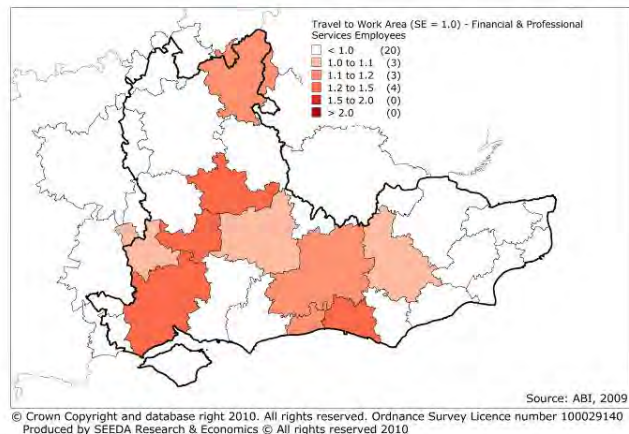 Travel to Work Area (SE = 1.0) - Financial & Professional
Services Employees
< 1.0 (20)
1.0 to 1.1 (3)
1.1 to 1.2 (3)
1.2 to 1.5 (4)
1.5 to 2.0 (0)
> 2.0 (0)
Source: ABI, 2009
© Crown Copyright and database right 2010. All rights reserved. Ordnance Survey Licence number 100029140
Produced by SEEDA Research & Economics © All rights reserved 2010